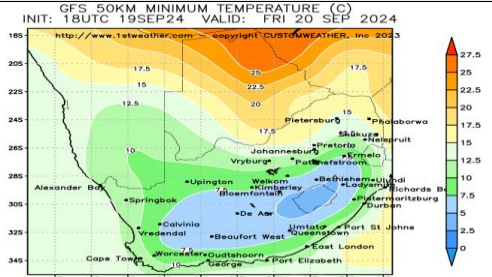 GFS 50KM MINIMUM TEMPERATURE (C)
INIT: 18UTC 19SEP24 VALID: FRI 20 SEP 2024
http://www.1stweather.com – copyright CUSTOMWEATHER, Inc 2023
18S
20S
22S
24S
26S
28S
30S
32S
34S
17.5
25
22.5
20
17.5
12.5
15
17.5
10
7.5
7.5
10
Pietersburg
Phalaborwa
Skukuza
Nelspruit
Pretoria
Johannesburg
Ermelo
Vryburg
Potchefstroom
Alexander Bay
Upington
Welkom
Kimberley
Bethlehem
Ulundi
Ladysmith
Richards B
Bloemfontein
Springbok
Pietermaritzburg
Durban
De Aar
Calvinia
Vredendal
Umtata
Port St Johns
Queenstown
Beaufort West
East London
Worcester
Oudtshoorn
Cape Town
George
Port Elizabeth
27.5
25
22.5
20
17.5
15
12.5
10
7.5
5
2.5
0